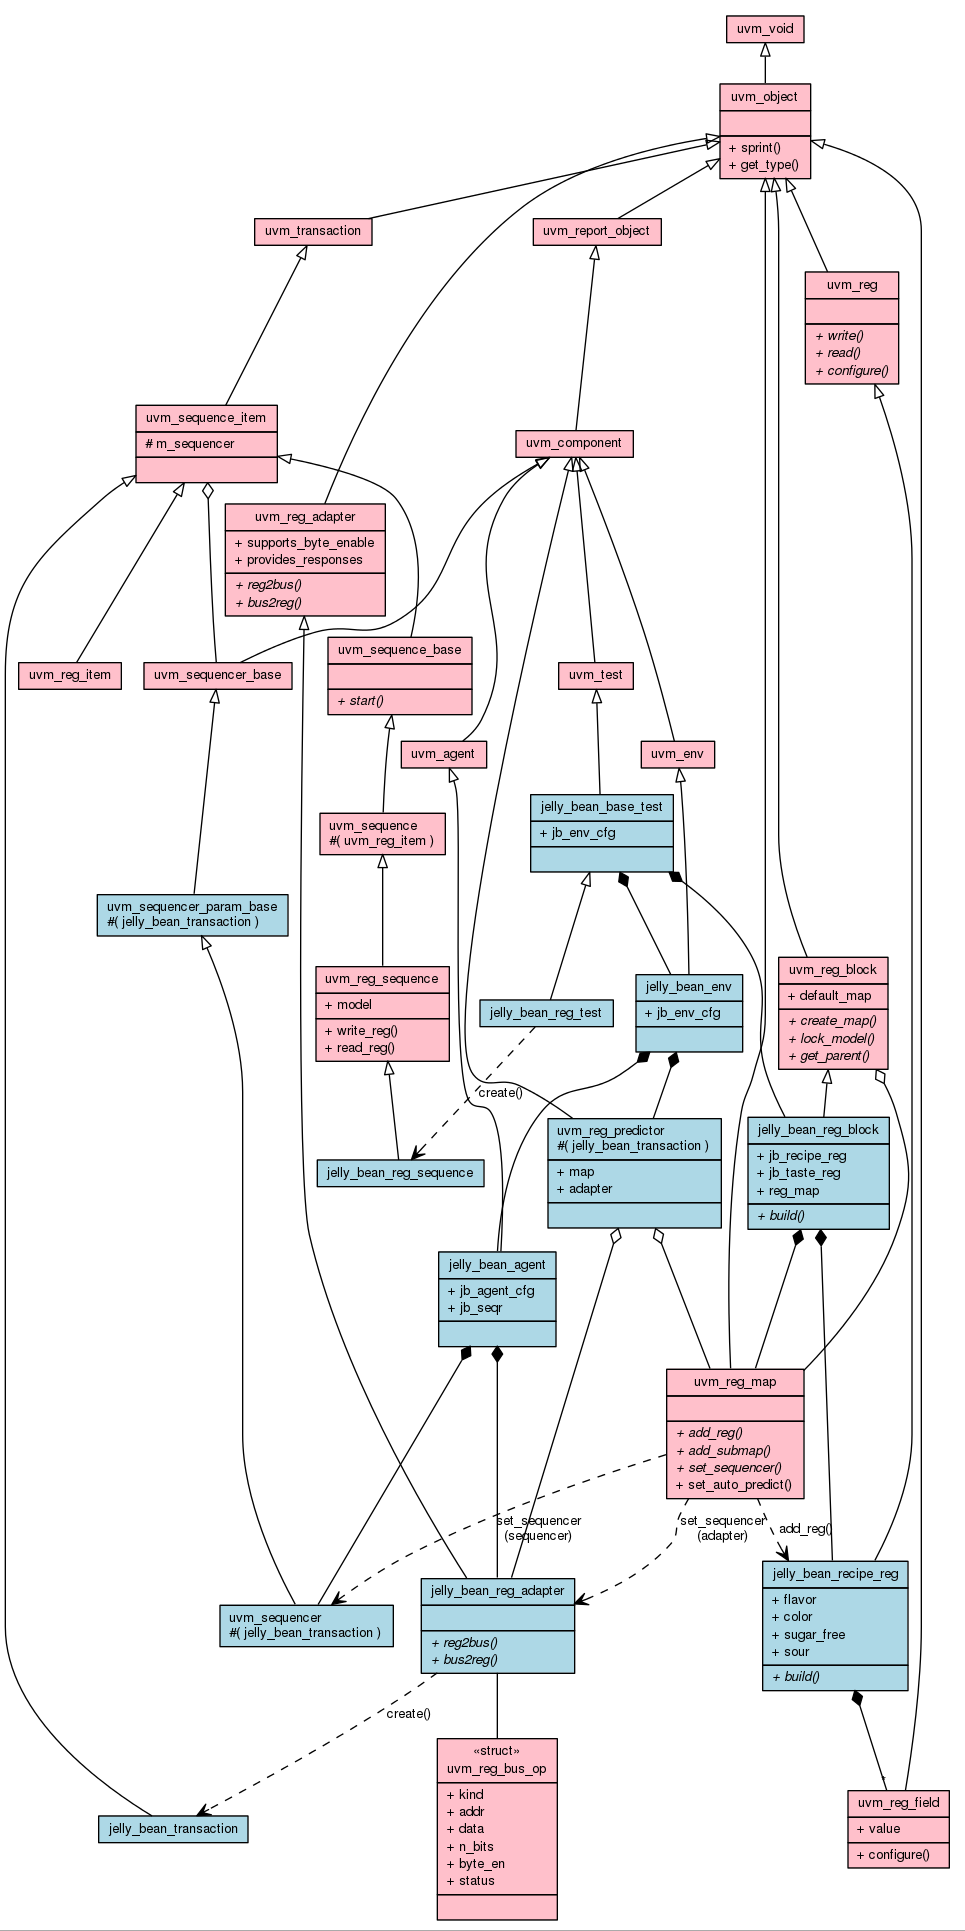 uvm_void
uvm_object
+ sprint()
+ get_type()
uvm_transaction
uvm_report_object
uvm_reg
+ write()
+ read()
+ configure()
uvm_sequence_item
# m_sequencer
uvm_component
uvm_reg_adapter
+ supports_byte_enable
+ provides_responses
+ reg2bus()
+ bus2reg()
uvm_reg_item
uvm_sequencer_base
uvm_sequence_base
+ start()
uvm_test
uvm_agent
uvm_env
jelly_bean_base_test
+ jb_env_cfg
uvm_sequence
#( uvm_reg_item )
uvm_sequencer_param_base
#( jelly_bean_transaction )
uvm_reg_sequence
+ model
+ write_reg()
+ read_reg()
jelly_bean_reg_test
jelly_bean_env
+ jb_env_cfg
uvm_reg_block
+ default_map
+ create_map()
+ lock_model()
+ get_parent()
create()
jelly_bean_reg_sequence
uvm_reg_predictor
#( jelly_bean_transaction )
+ map
+ adapter
jelly_bean_reg_block
+ jb_recipe_reg
+ jb_taste_reg
+ reg_map
+ build()
jelly_bean_agent
+ jb_agent_cfg
+ jb_seqr
uvm_reg_map
+ add_reg()
+ add_submap()
+ set_sequencer()
+ set_auto_predict()
set_sequencer
(sequencer)
set_sequencer
(adapter)
add_reg()
uvm_sequencer
#( jelly_bean_transaction )
jelly_bean_reg_adapter
+ reg2bus()
+ bus2reg()
jelly_bean_recipe_reg
+ flavor
+ color
+ sugar_free
+ sour
+ build()
create()
«struct»
uvm_reg_bus_op
+ kind
+ addr
+ data
+ n_bits
+ byte_en
+ status
jelly_bean_transaction
*
uvm_reg_field
+ value
+ configure()